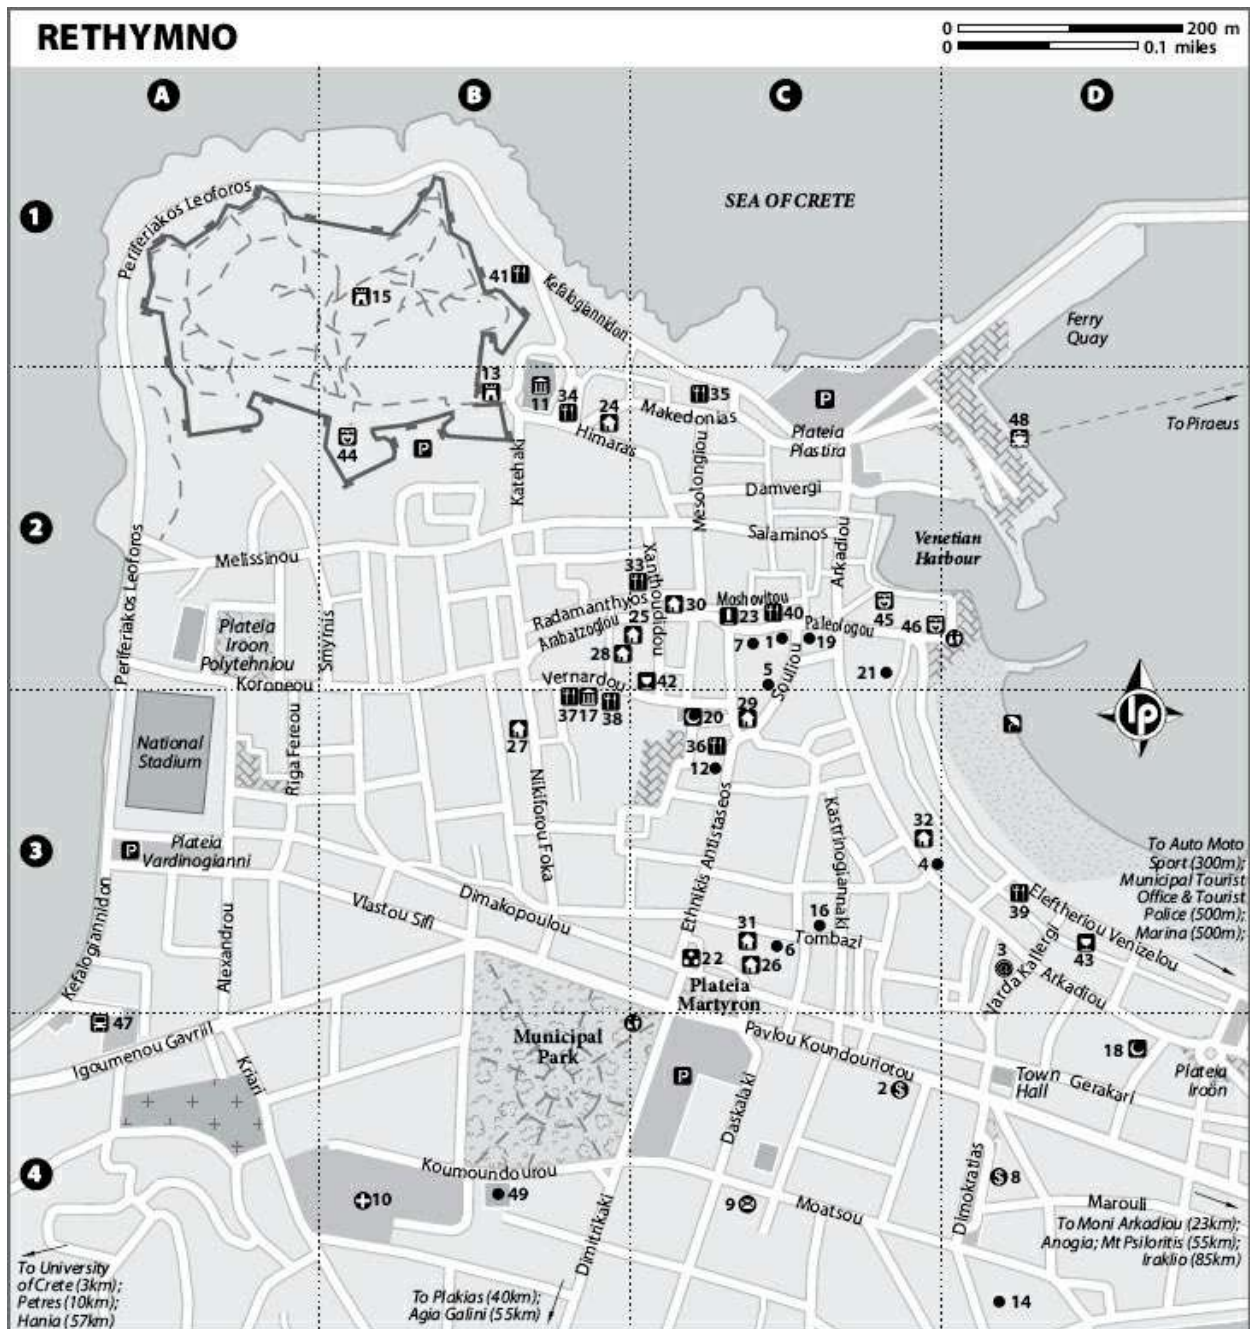 RETHYMNO
0 200 m
0 0.1 miles
A B C D
1
SEA OF CRETE
Periferiakos Leoforos
41
Kefalogiannidon
15
Ferry
Quay
13
11
34
24
35
Makedonias
P
Himaras
Plateia
Plastira
48
To Piraeus
44
P
Katehaki
Mesolongiou
Damvergi
2
Salaminos
Arkadiou
Venetian
Harbour
Periferiakos Leoforos
Melissinou
Xanthoudidou
33
Smyrnis
Radamanthyos
30
Moshovitou
23
40
45
46
Plateia
Iroon
Polytehniou
25
Arabatzoglou
28
Paleologou
7
1
19
Koroneou
Vernardou
42
5
Souliou
21
37
17
38
20
29
lp
27
National
Stadium
Riga Fereou
36
12
Nikiforou Foka
Ethnikis Antistaseos
Kastrinogiannaki
32
3
P
Plateia
Vardinogianni
4
To Auto Moto
Sport (300m);
Municipal Tourist
Office & Tourist
Police (500m);
Marina (500m);
Kefalogiannidon
Alexandrou
Vlastou Sifi
Dimakopoulou
16
31
6
Tombazi
39
Eleftheriou Venizelou
3
Varda Kallergi
43
22
26
Arkadiou
Plateia
Martyron
47
Igoumenou Gavriil
Kriari
Municipal
Park
Pavlou Koundouriotou
18
P
Daskalaki
2
Town
Hall
Gerakari
Plateia
Iroön
4
10
Koumoundourou
49
9
Moatsou
Dimitrikaki
Dimokratias
8
Marouli
To Moni Arkadiou (23km);
Anogia; Mt Psiloritis (55km);
Iraklio (85km)
To University
of Crete (3km);
Petres (10km);
Hania (57km)
To Plakias (40km);
Agia Galini (55km)
14